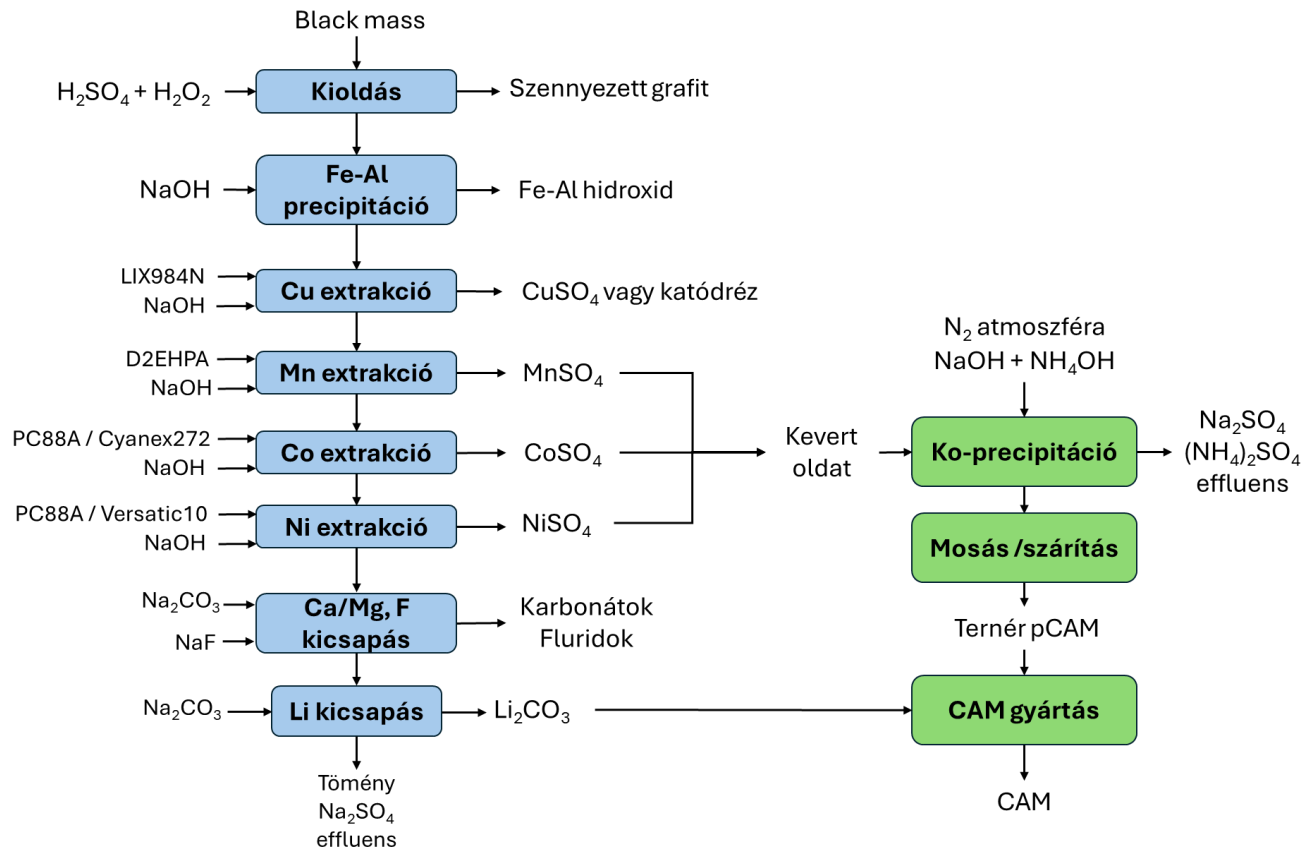 Black mass
H₂SO₄ + H₂O₂
Kioldás
Szennyezett grafit
NaOH
Fe-Al
precipitáció
Fe-Al hidroxid
LIX984N
NaOH
Cu extrakció
CuSO₄ vagy katódréz
D2EHPA
NaOH
Mn extrakció
MnSO₄
PC88A / Cyanex272
NaOH
Co extrakció
CoSO₄
PC88A / Versatic10
NaOH
Ni extrakció
NiSO₄
Kevert
oldat
N₂ atmoszféra
NaOH + NH₄OH
Ko-precipitáció
Na₂SO₄
(NH₄)₂SO₄
effluens
Mosás /szárítás
Ternér pCAM
Na₂CO₃
NaF
Ca/Mg, F
kicsapás
Karbonátok
Fluridok
Na₂CO₃
Li kicsapás
Li₂CO₃
CAM gyártás
CAM
Tömény
Na₂SO₄
effluens